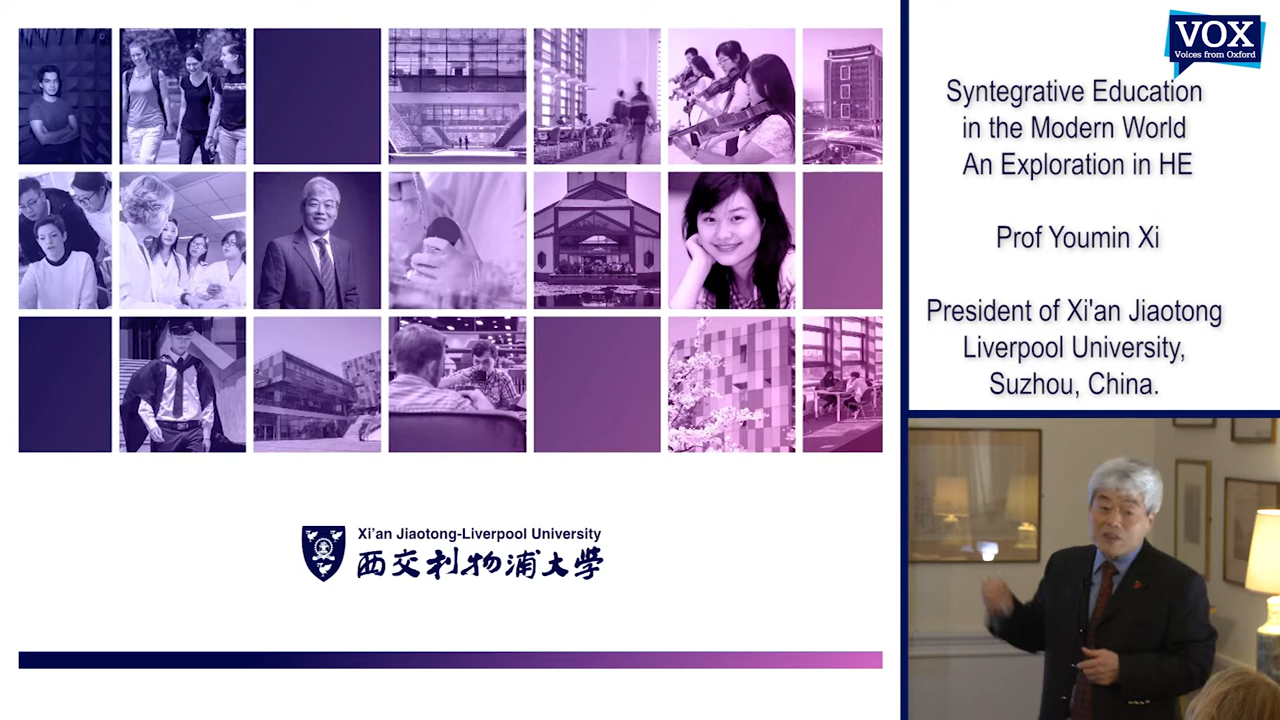 VOX
Voices from Oxford
Syntegrative Education
in the Modern World
An Exploration in HE
Prof Youmin Xi
President of Xi'an Jiaotong
Liverpool University,
Suzhou, China.
Xi'an Jiaotong-Liverpool University
西交利物浦大學